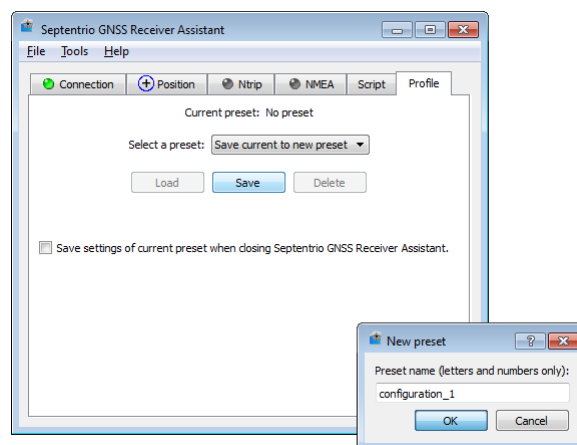 Septentrio GNSS Receiver Assistant
File Tools Help
Connection Position Ntrip NMEA Script Profile
Current preset: No preset
Select a preset: Save current to new preset
Load Save Delete
Save settings of current preset when closing Septentrio GNSS Receiver Assistant.
New preset
Preset name (letters and numbers only):
configuration_1
OK Cancel